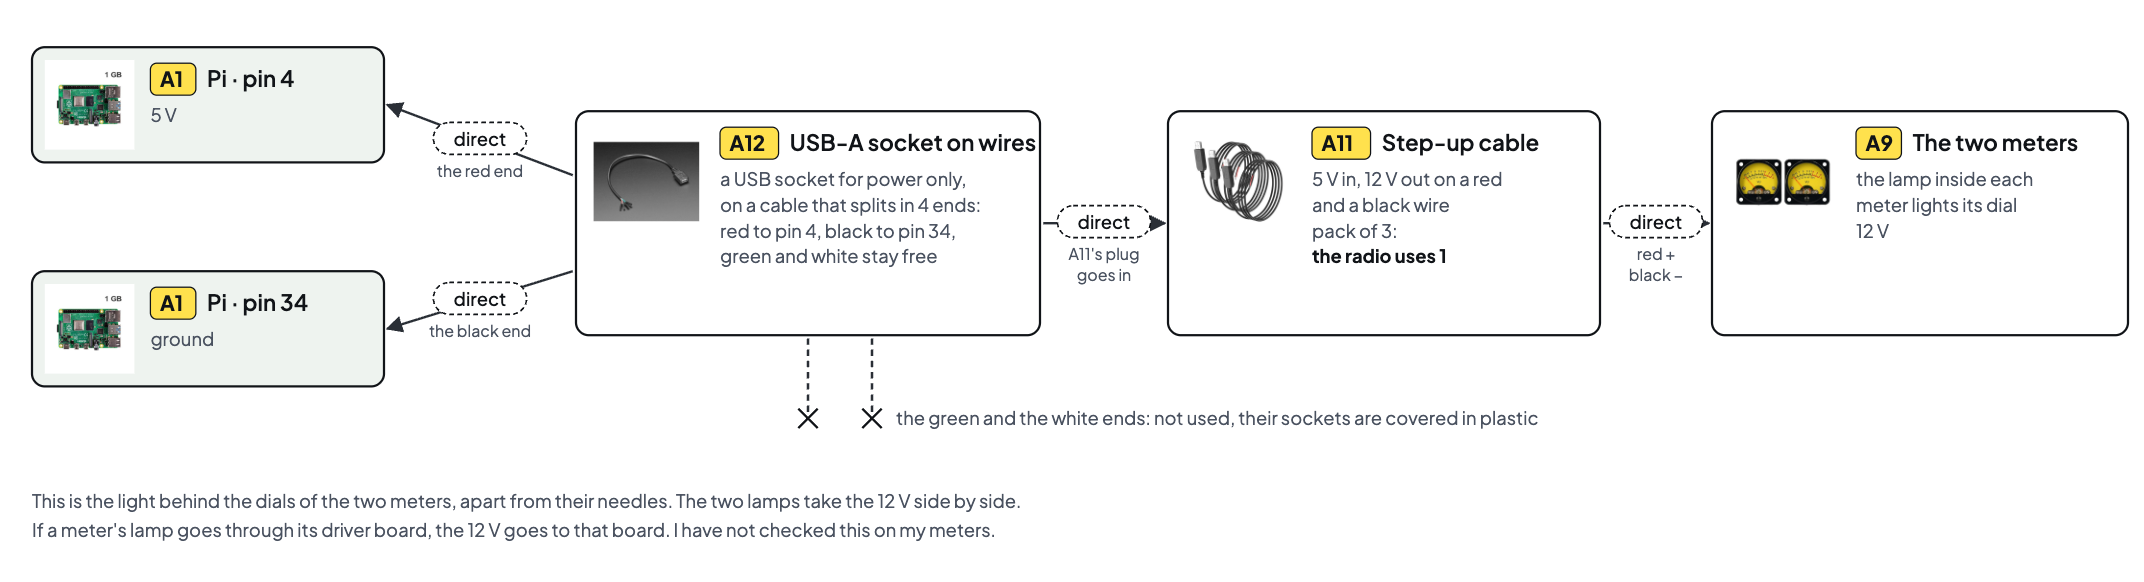 1 GB
A1 Pi · pin 4
5 V
direct
the red end
1 GB
A1 Pi · pin 34
ground
direct
the black end
A12 USB-A socket on wires
a USB socket for power only,
on a cable that splits in 4 ends:
red to pin 4, black to pin 34,
green and white stay free
direct
A11's plug
goes in
A11 Step-up cable
5 V in, 12 V out on a red
and a black wire
pack of 3:
the radio uses 1
direct
red +
black –
A9 The two meters
the lamp inside each
meter lights its dial
12 V
the green and the white ends: not used, their sockets are covered in plastic
This is the light behind the dials of the two meters, apart from their needles. The two lamps take the 12 V side by side.
If a meter's lamp goes through its driver board, the 12 V goes to that board. I have not checked this on my meters.